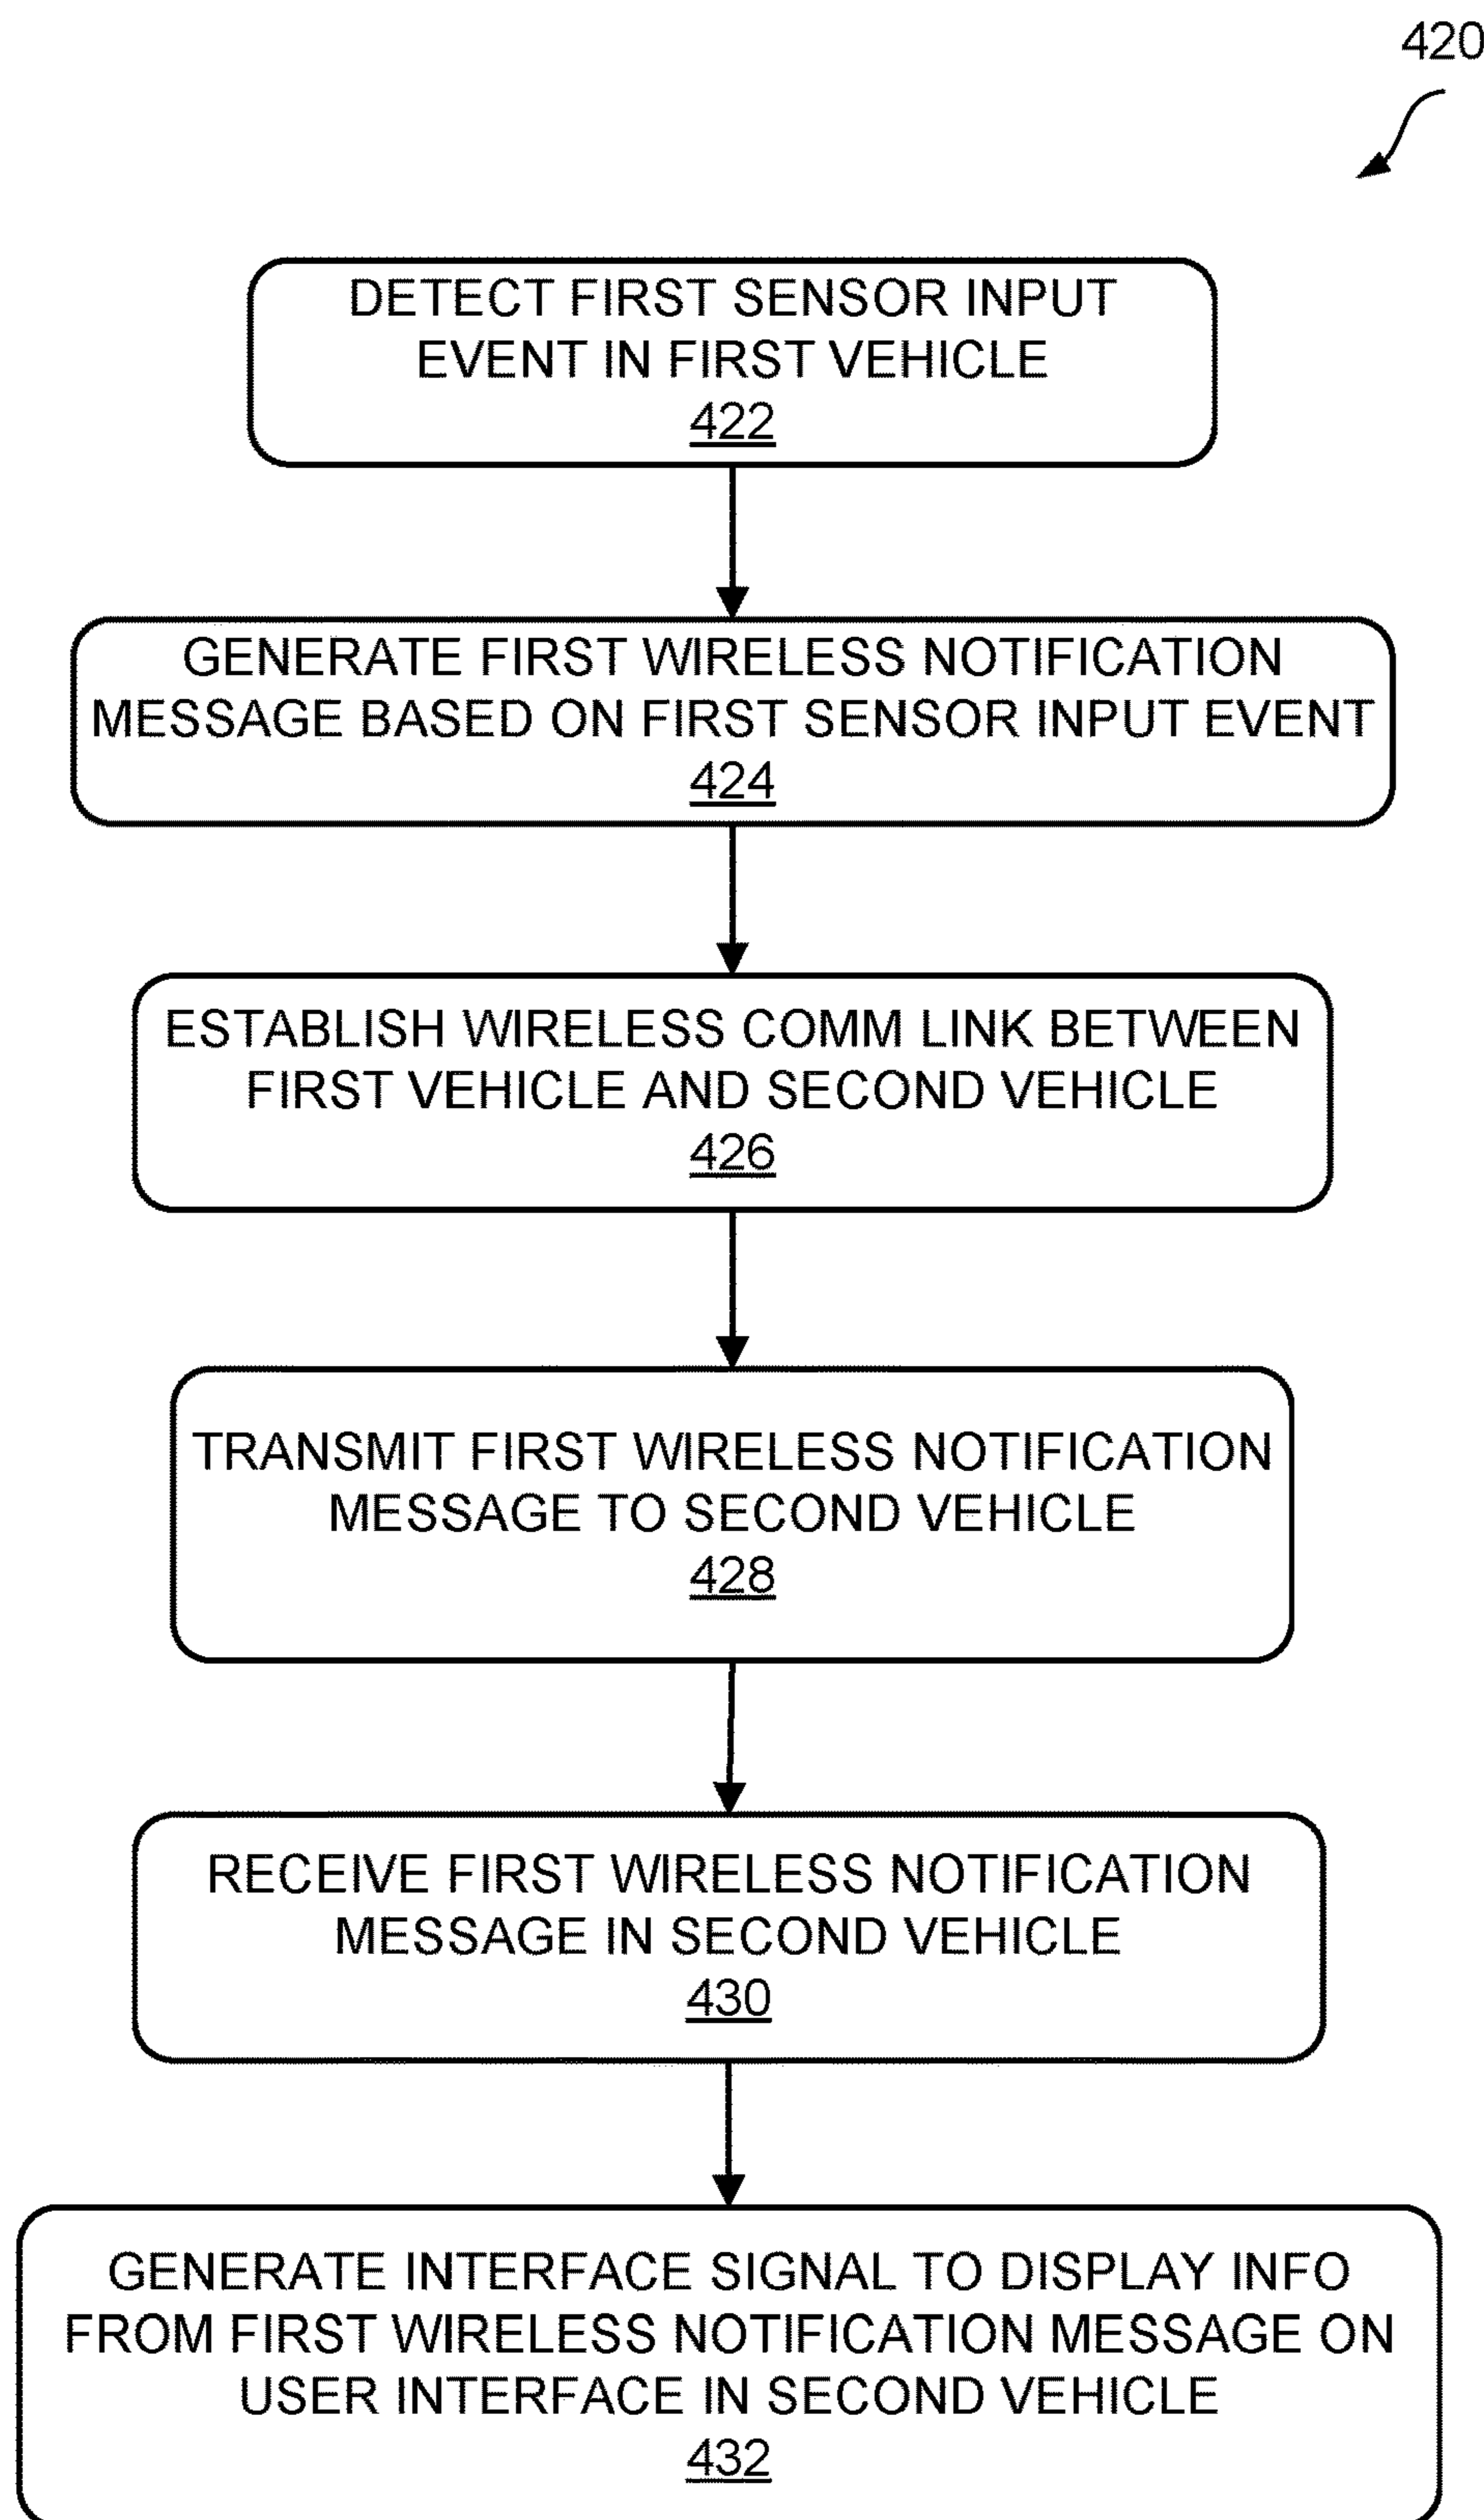 420
DETECT FIRST SENSOR INPUT
EVENT IN FIRST VEHICLE
422
GENERATE FIRST WIRELESS NOTIFICATION
MESSAGE BASED ON FIRST SENSOR INPUT EVENT
424
ESTABLISH WIRELESS COMM LINK BETWEEN
FIRST VEHICLE AND SECOND VEHICLE
426
TRANSMIT FIRST WIRELESS NOTIFICATION
MESSAGE TO SECOND VEHICLE
428
RECEIVE FIRST WIRELESS NOTIFICATION
MESSAGE IN SECOND VEHICLE
430
GENERATE INTERFACE SIGNAL TO DISPLAY INFO
FROM FIRST WIRELESS NOTIFICATION MESSAGE ON
USER INTERFACE IN SECOND VEHICLE
432